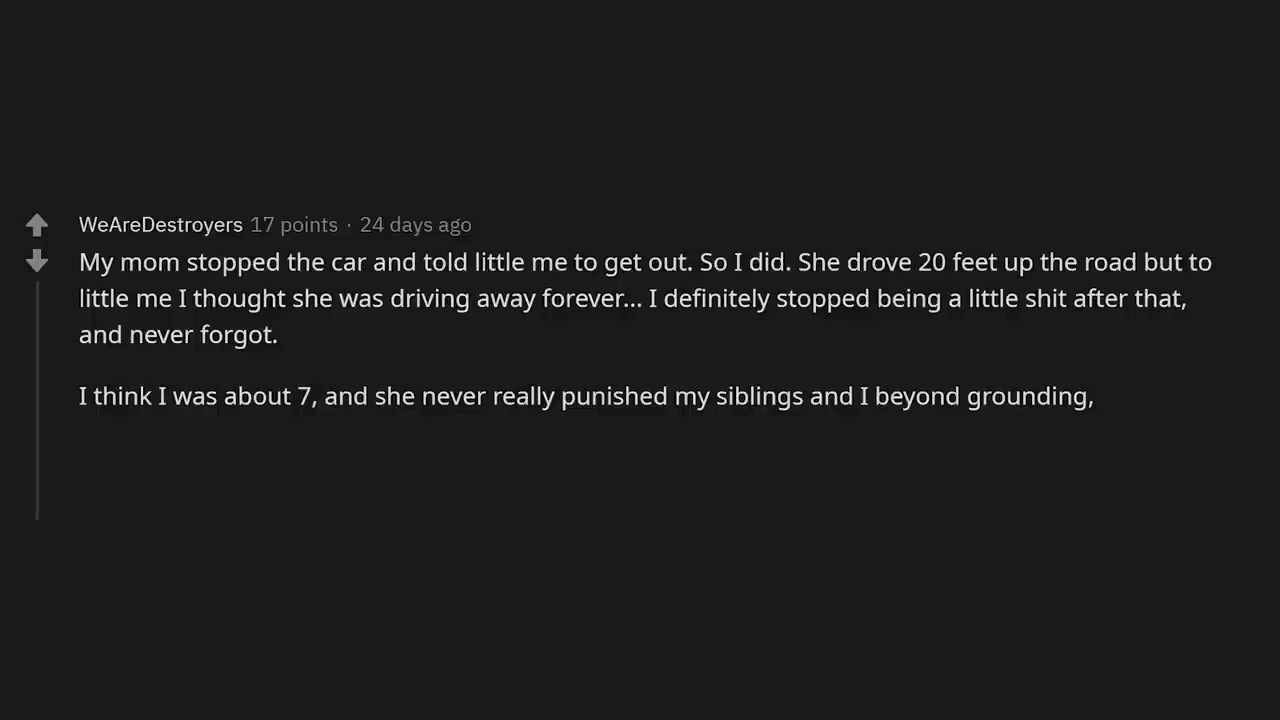 WeAreDestroyers 17 points · 24 days ago
My mom stopped the car and told little me to get out. So I did. She drove 20 feet up the road but to
little me I thought she was driving away forever... I definitely stopped being a little shit after that,
and never forgot.
I think I was about 7, and she never really punished my siblings and I beyond grounding,